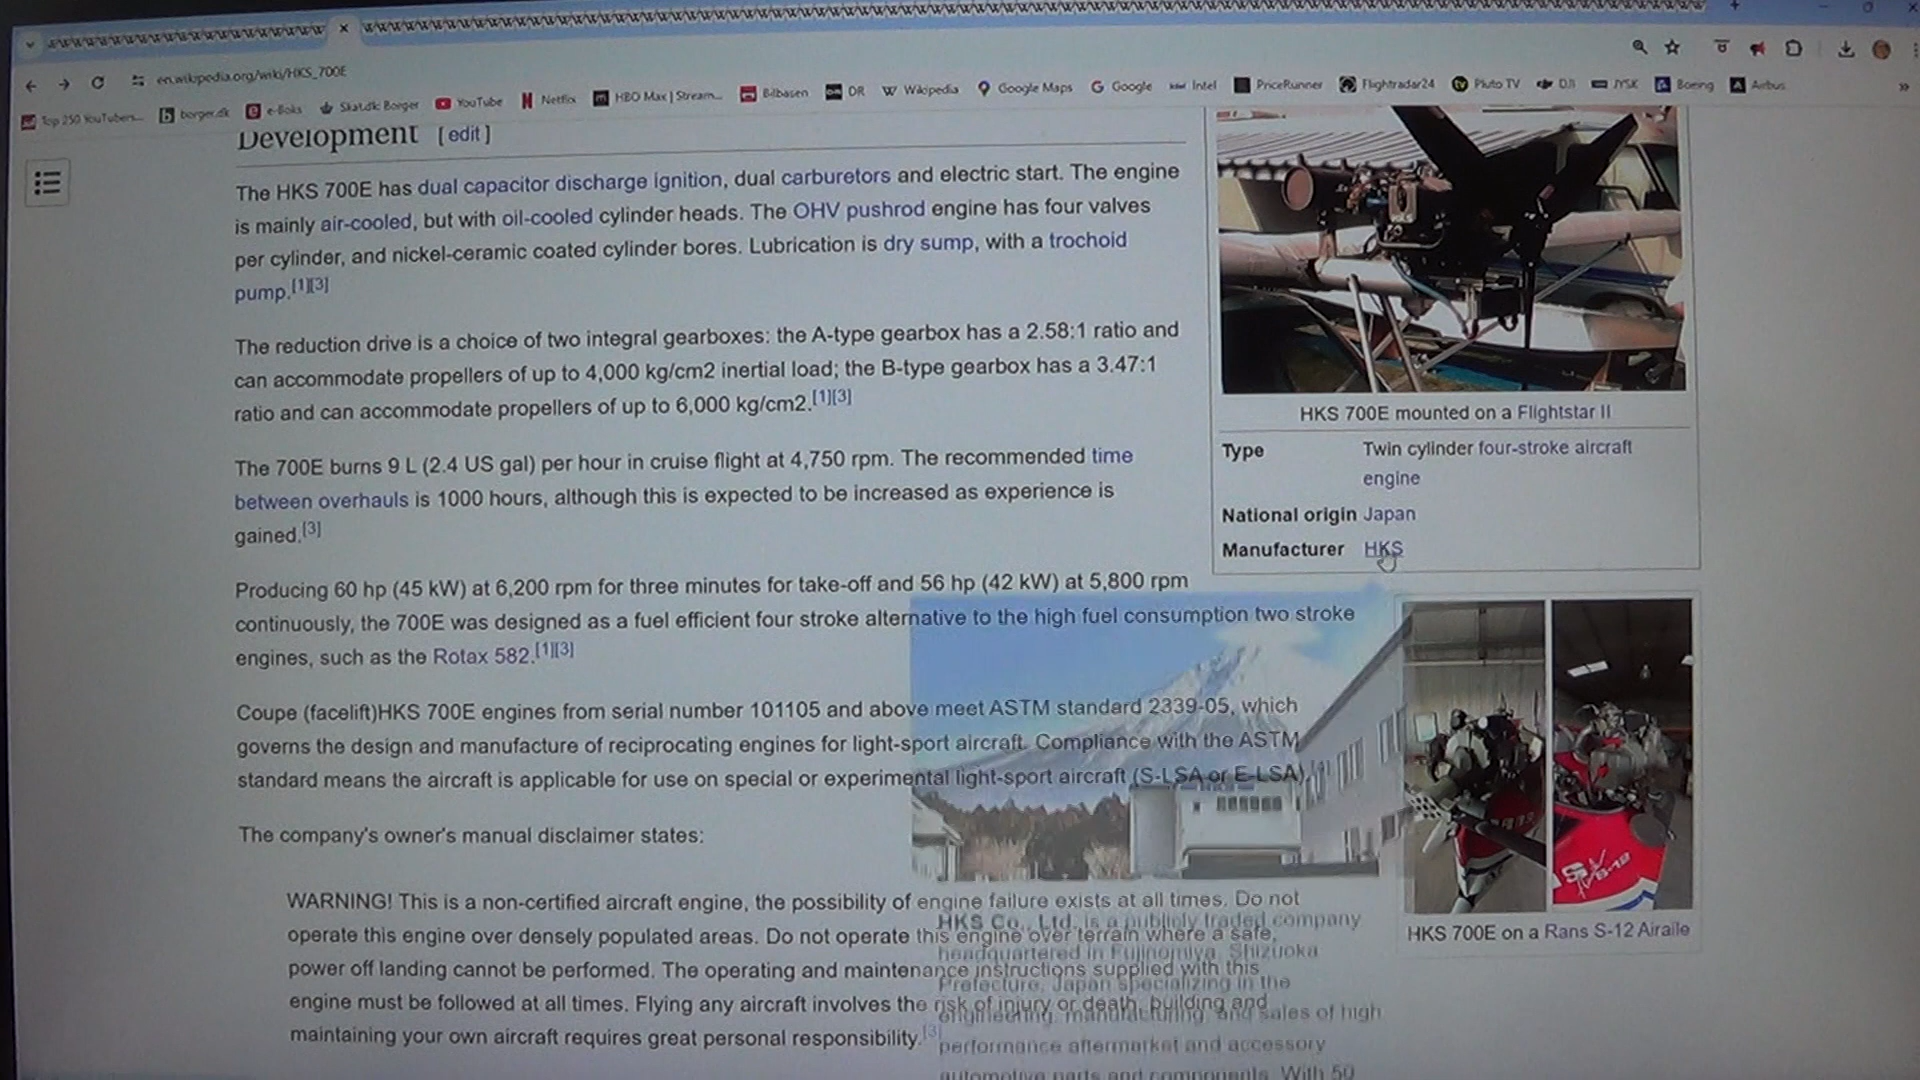 en.wikipedia.org/wiki/HKS_700E
Top 250 YouTubers... borger.dk e-Boks Skat.dk: Borger YouTube Netflix HBO Max | Stream... Bilbasen DR Wikipedia Google Maps Google Intel PriceRunner Flightradar24 Pluto TV DJI JYSK Boeing Airbus
Development [ edit ]
The HKS 700E has dual capacitor discharge ignition, dual carburetors and electric start. The engine
is mainly air-cooled, but with oil-cooled cylinder heads. The OHV pushrod engine has four valves
per cylinder, and nickel-ceramic coated cylinder bores. Lubrication is dry sump, with a trochoid
pump.[1][3]
The reduction drive is a choice of two integral gearboxes: the A-type gearbox has a 2.58:1 ratio and
can accommodate propellers of up to 4,000 kg/cm2 inertial load; the B-type gearbox has a 3.47:1
ratio and can accommodate propellers of up to 6,000 kg/cm2.[1][3]
The 700E burns 9 L (2.4 US gal) per hour in cruise flight at 4,750 rpm. The recommended time
between overhauls is 1000 hours, although this is expected to be increased as experience is
gained.[3]
Producing 60 hp (45 kW) at 6,200 rpm for three minutes for take-off and 56 hp (42 kW) at 5,800 rpm
continuously, the 700E was designed as a fuel efficient four stroke alternative to the high fuel consumption two stroke
engines, such as the Rotax 582.[1][3]
Coupe (facelift)HKS 700E engines from serial number 101105 and above meet ASTM standard 2339-05, which
governs the design and manufacture of reciprocating engines for light-sport aircraft. Compliance with the ASTM
standard means the aircraft is applicable for use on special or experimental light-sport aircraft (S-LSA or E-LSA).[4]
The company's owner's manual disclaimer states:
WARNING! This is a non-certified aircraft engine, the possibility of engine failure exists at all times. Do not
operate this engine over densely populated areas. Do not operate this engine over terrain where a safe,
power off landing cannot be performed. The operating and maintenance instructions supplied with this
engine must be followed at all times. Flying any aircraft involves the risk of injury or death, building and
maintaining your own aircraft requires great personal responsibility.[3]
HKS 700E mounted on a Flightstar II
Type Twin cylinder four-stroke aircraft
engine
National origin Japan
Manufacturer HKS
HKS 700E on a Rans S-12 Airaile
HKS Co., Ltd. is a publicly traded company
headquartered in Fujinomiya, Shizuoka
Prefecture, Japan specializing in the
engineering, manufacturing, and sales of high
performance aftermarket and accessory
automotive parts and components. With 50